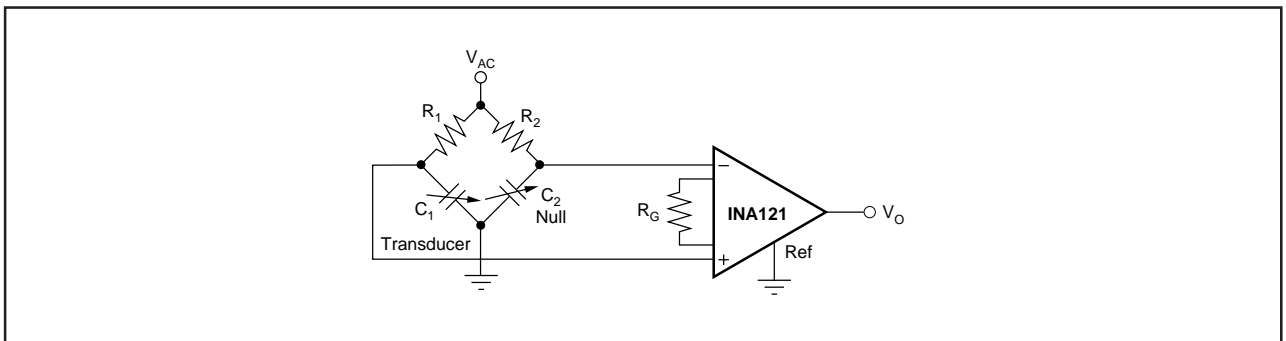 V_AC
R_1
R_2
C_1
C_2
Null
Transducer
R_G
−
INA121
+
Ref
V_O